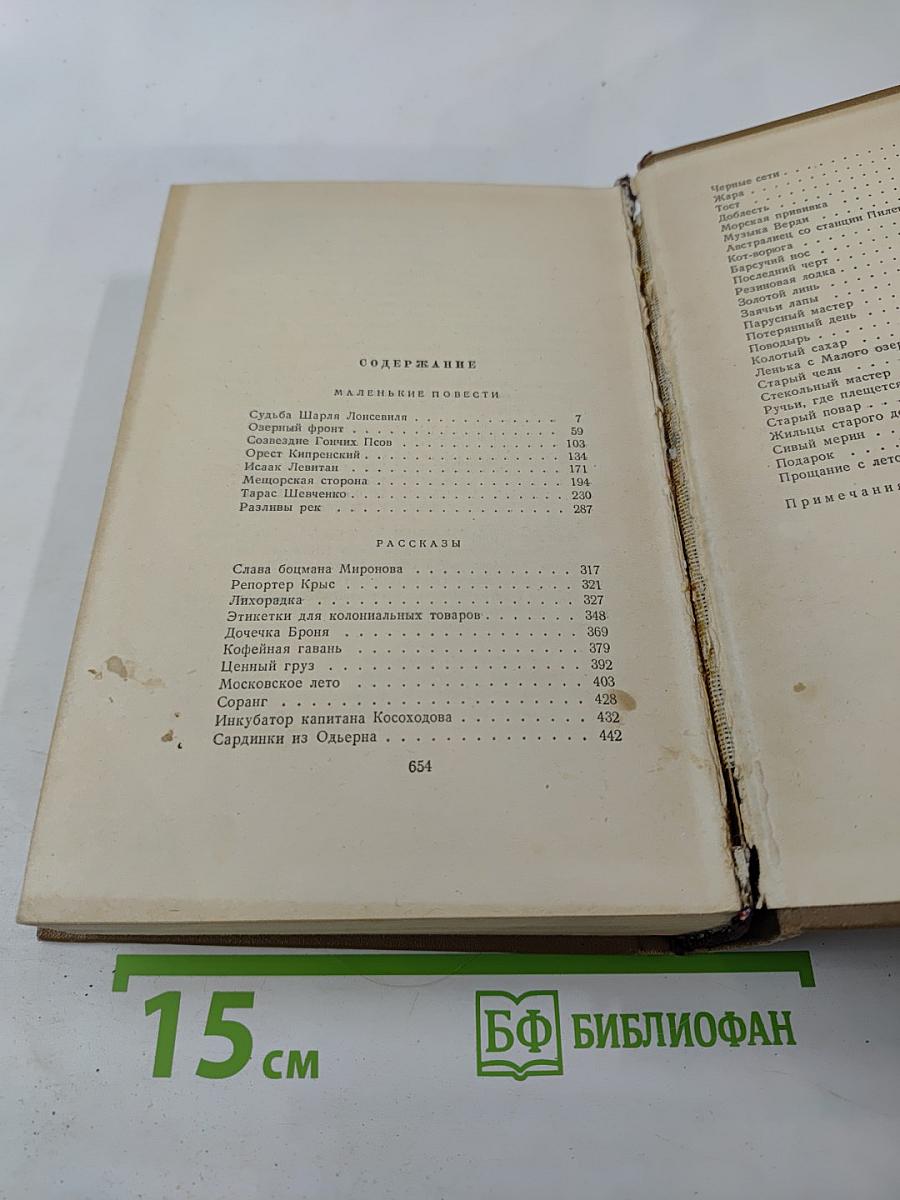 СОДЕРЖАНИЕ
МАЛЕНЬКИЕ ПОВЕСТИ
Судьба Шарля Лонсевиля . . . . . . . . . . . . 7
Озерный фронт . . . . . . . . . . . . . . . . 59
Созвездие Гончих Псов . . . . . . . . . . . . 103
Орест Кипренский . . . . . . . . . . . . . . 134
Исаак Левитан . . . . . . . . . . . . . . . . 171
Мещорская сторона . . . . . . . . . . . . . . 194
Тарас Шевченко . . . . . . . . . . . . . . . 230
Разливы рек . . . . . . . . . . . . . . . . . 287
РАССКАЗЫ
Слава боцмана Миронова . . . . . . . . . . . . 317
Репортер Крыс . . . . . . . . . . . . . . . . 321
Лихорадка . . . . . . . . . . . . . . . . . . 327
Этикетки для колониальных товаров . . . . . . . 348
Дочечка Броня . . . . . . . . . . . . . . . . 369
Кофейная гавань . . . . . . . . . . . . . . . 379
Ценный груз . . . . . . . . . . . . . . . . . 392
Московское лето . . . . . . . . . . . . . . . 403
Соранг . . . . . . . . . . . . . . . . . . . . 428
Инкубатор капитана Косоходова . . . . . . . . . 432
Сардинки из Одьерна . . . . . . . . . . . . . . 442
654
Черные сети . . . . . . . .
Жара . . . . . . . .
Тост . . . . . . . .
Доблесть . . . . . . . .
Морская прививка . . . . .
Музыка Верди . . . . . .
Австралиец со станции
Кот-ворюга . . . . . .
Барсучий нос . . . . . .
Последний черт . . . . .
Резиновая лодка . . . . .
Золотой линь . . . . . .
Заячьи лапы . . . . . .
Парусный мастер . . . .
Потерянный день . . . .
Поводырь . . . . . . .
Колотый сахар . . . . .
Ленька с Малого
Старый челн . . . .
Стекольный мастер . .
Ручьи, где плещется
Старый повар . . .
Жильцы старого
Сивый мерин . . .
Подарок . . . .
Прощание с
Примечания
15 см
БФ БИБЛИОФАН